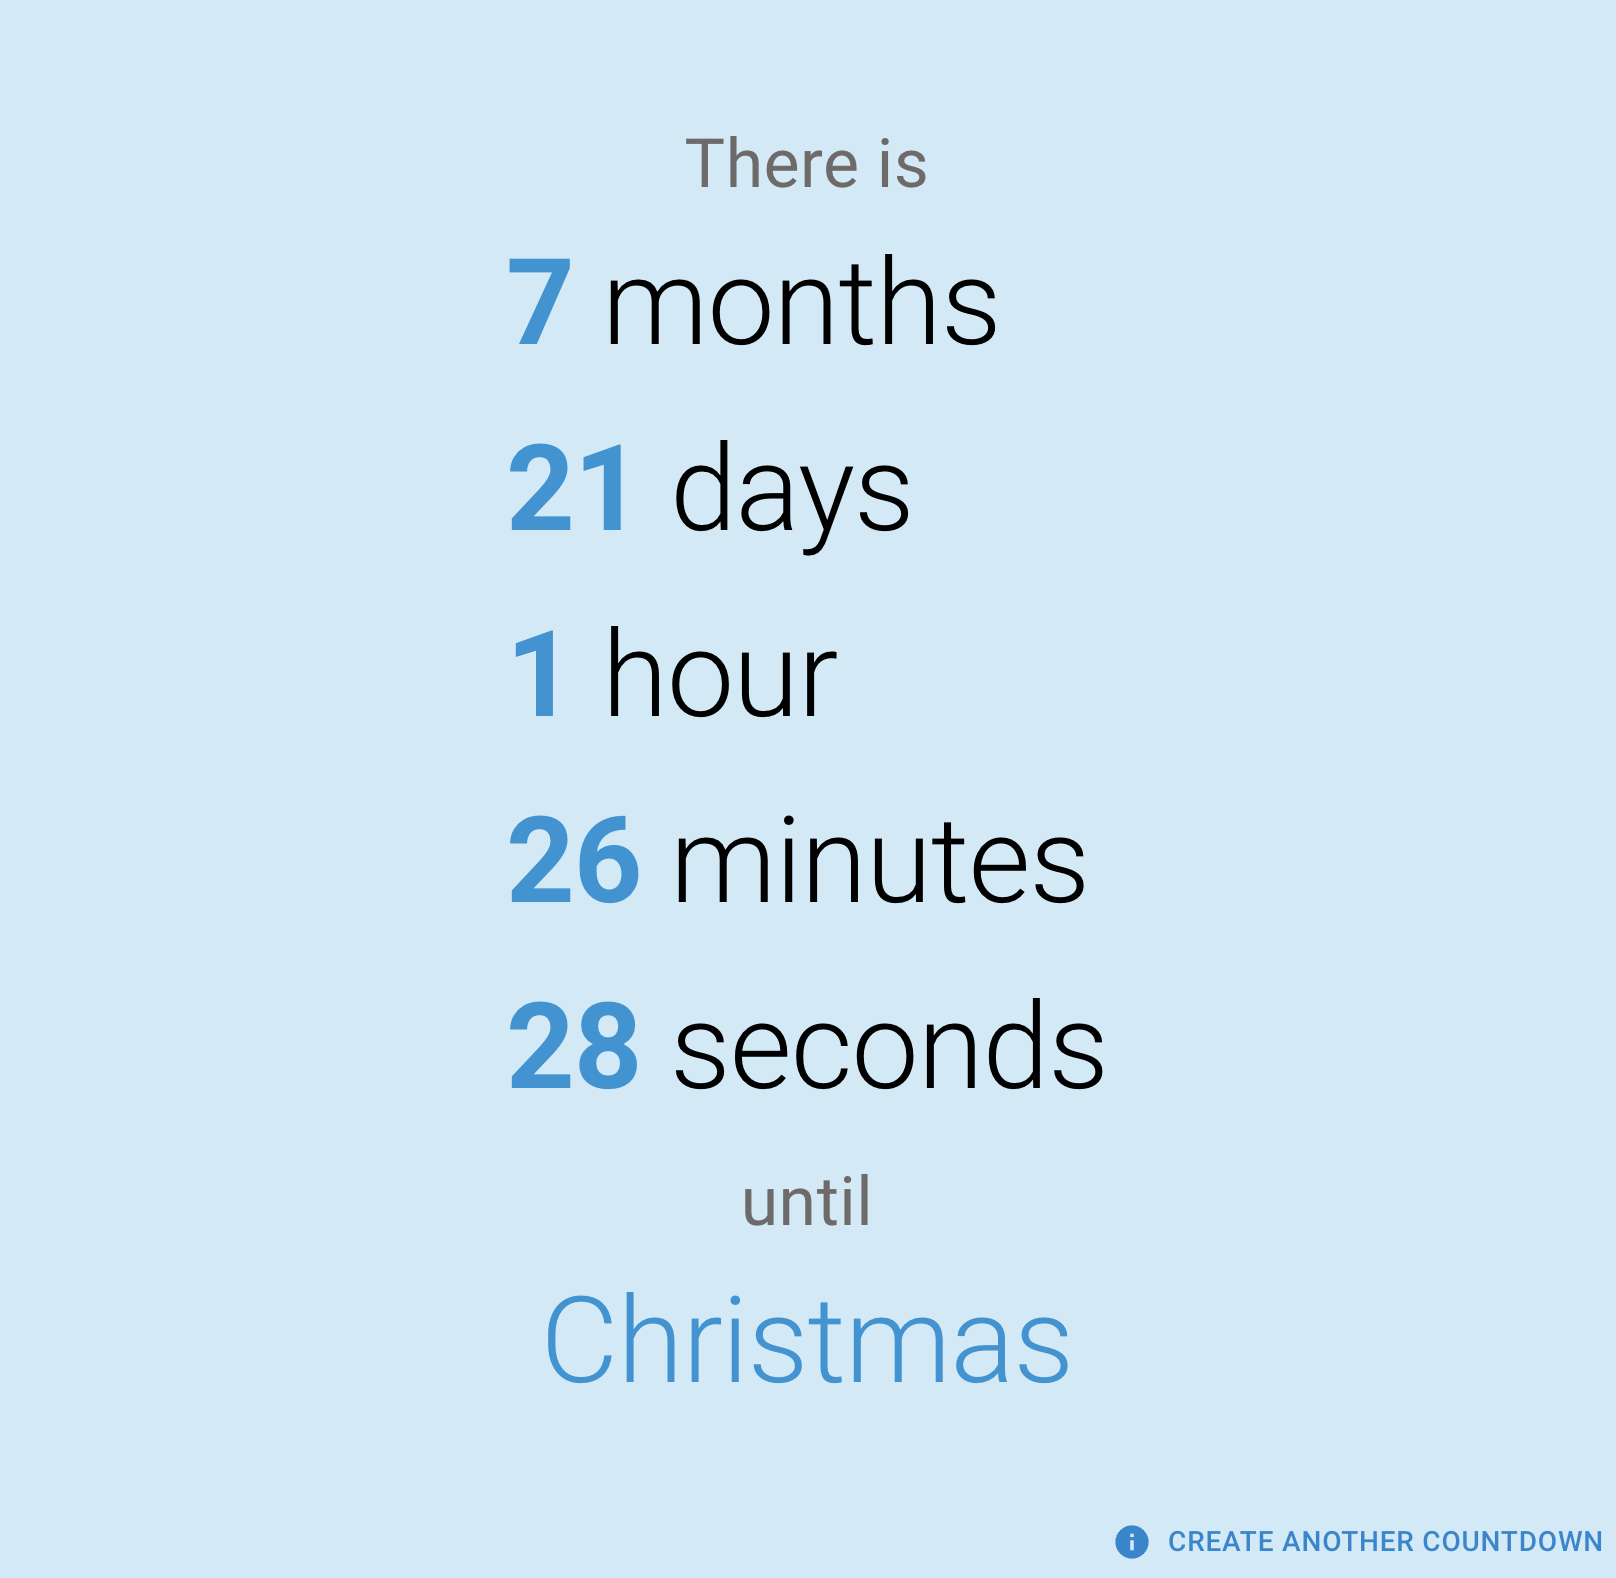 There is
7 months
21 days
1 hour
26 minutes
28 seconds
until
Christmas
CREATE ANOTHER COUNTDOWN